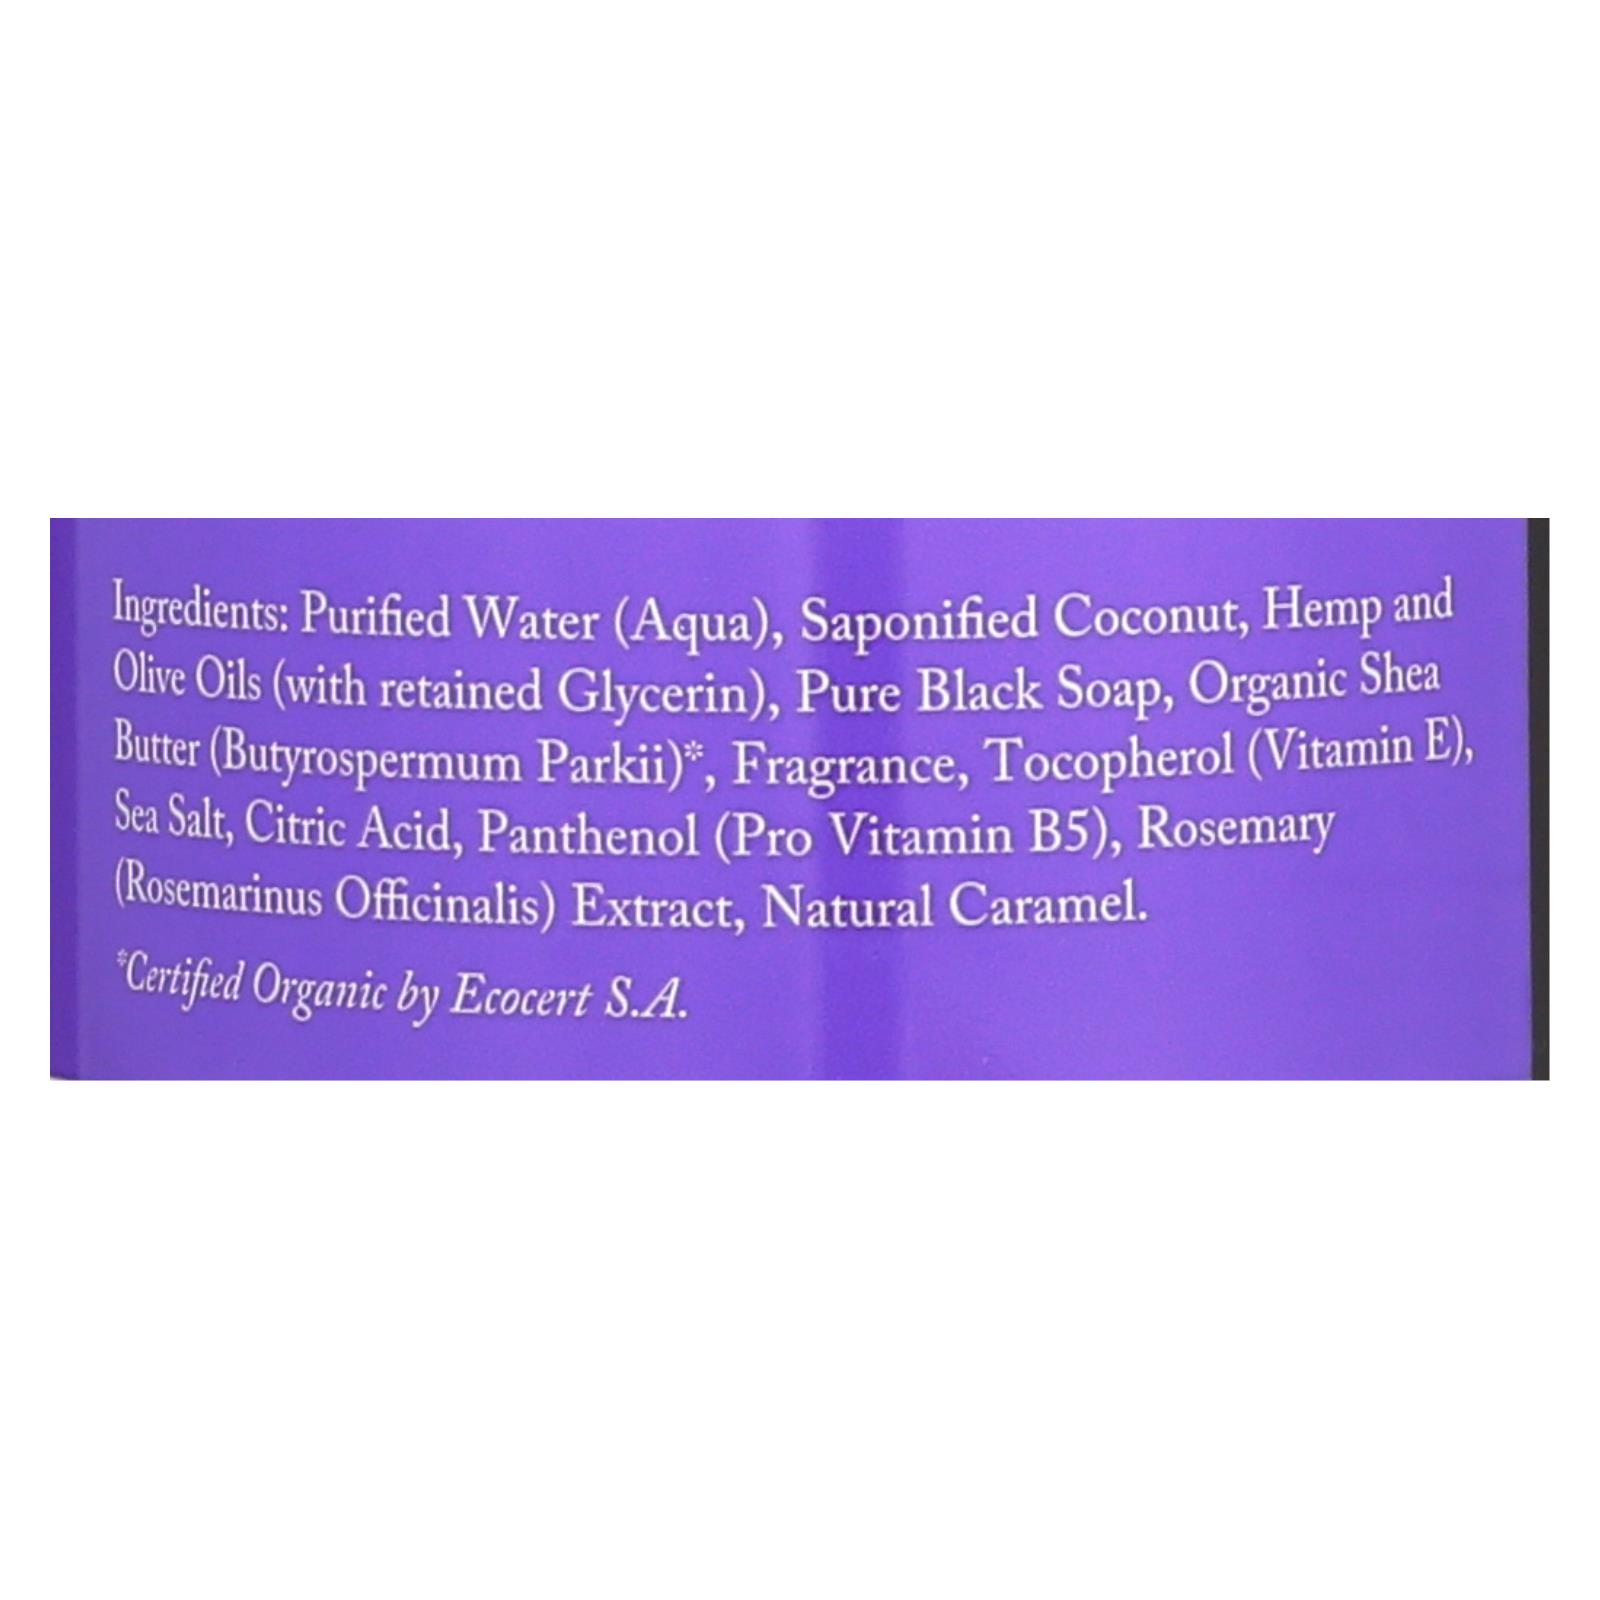 Ingredients: Purified Water (Aqua), Saponified Coconut, Hemp and
Olive Oils (with retained Glycerin), Pure Black Soap, Organic Shea
Butter (Butyrospermum Parkii)*, Fragrance, Tocopherol (Vitamin E),
Sea Salt, Citric Acid, Panthenol (Pro Vitamin B5), Rosemary
(Rosemarinus Officinalis) Extract, Natural Caramel.
*Certified Organic by Ecocert S.A.